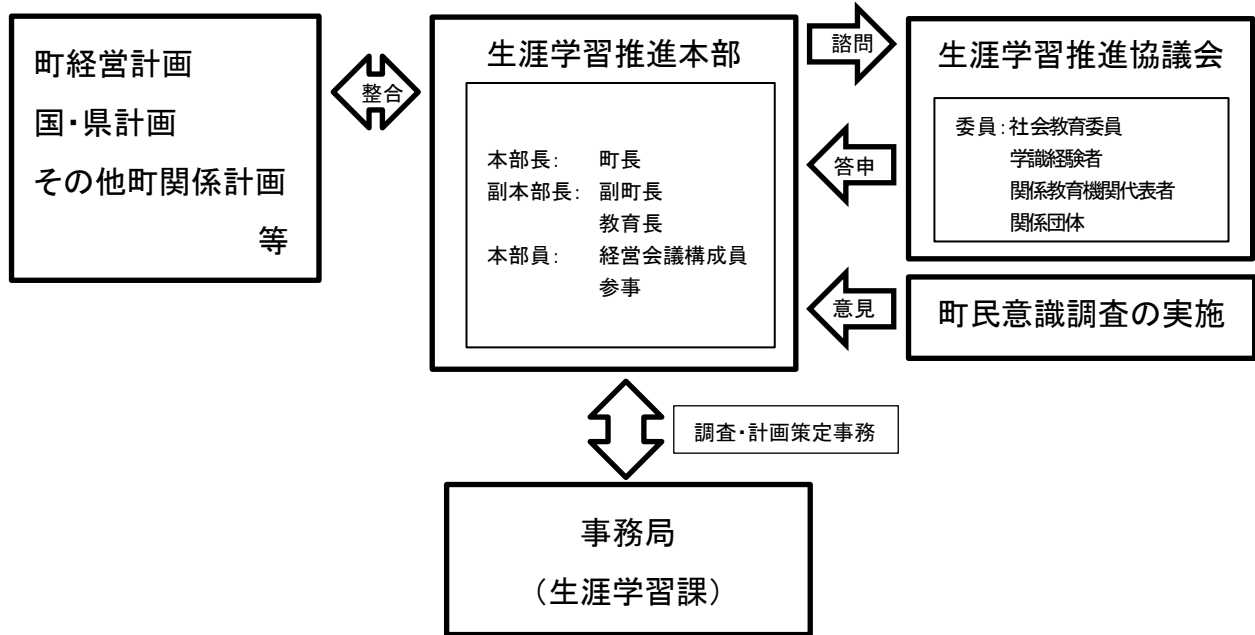 町経営計画
国・県計画
その他町関係計画
等
整合
生涯学習推進本部
本部長： 町長
副本部長： 副町長
教育長
本部員： 経営会議構成員
参事
諮問
答申
意見
生涯学習推進協議会
委員：社会教育委員
学識経験者
関係教育機関代表者
関係団体
町民意識調査の実施
調査・計画策定事務
事務局
（生涯学習課）